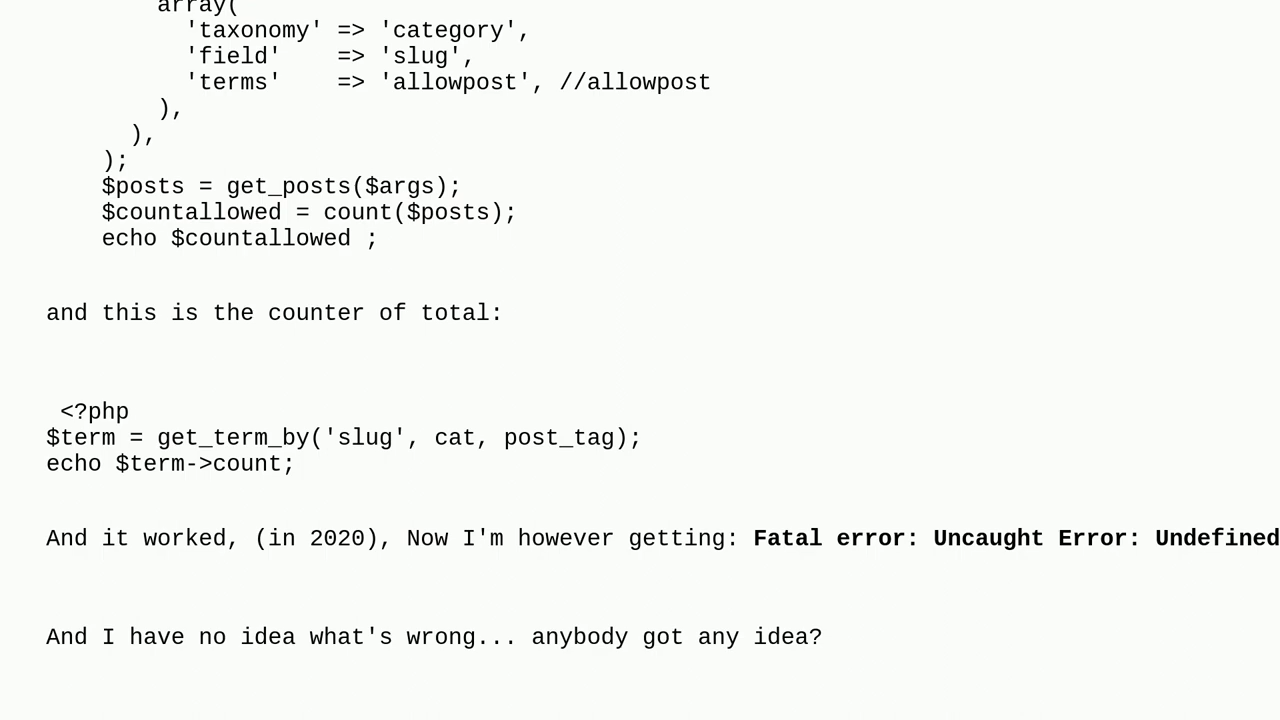 array(
'taxonomy' => 'category',
'field'    => 'slug',
'terms'    => 'allowpost', //allowpost
),
),
);
$posts = get_posts($args);
$countallowed = count($posts);
echo $countallowed ;
and this is the counter of total:
<?php
$term = get_term_by('slug', cat, post_tag);
echo $term->count;
And it worked, (in 2020), Now I'm however getting: Fatal error: Uncaught Error: Undefined
And I have no idea what's wrong... anybody got any idea?